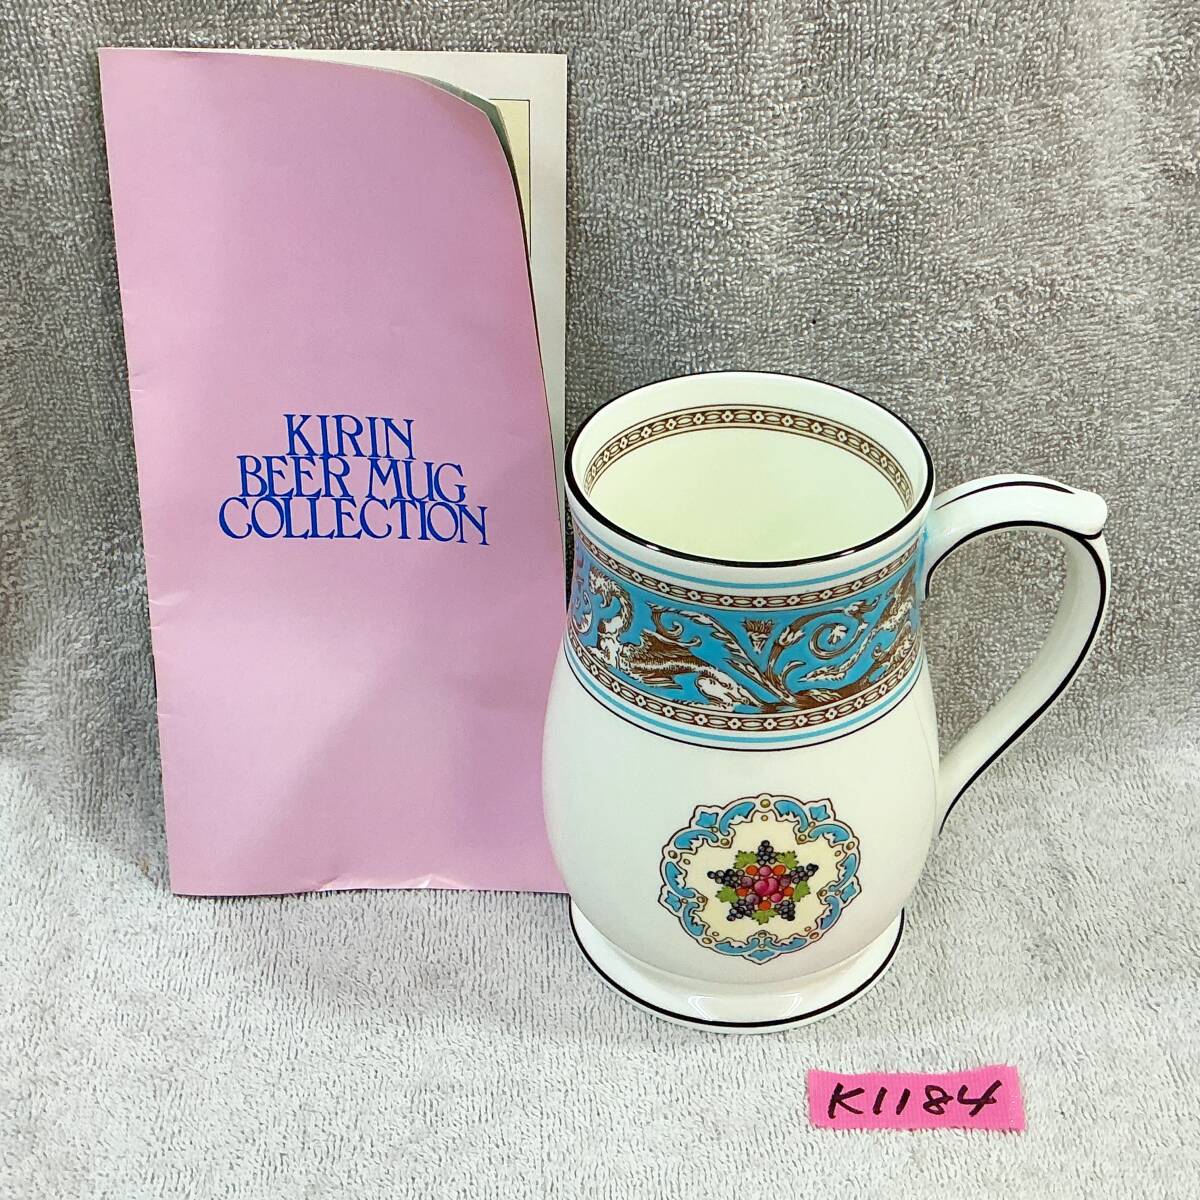 KIRIN
BEER MUG
COLLECTION
K1184